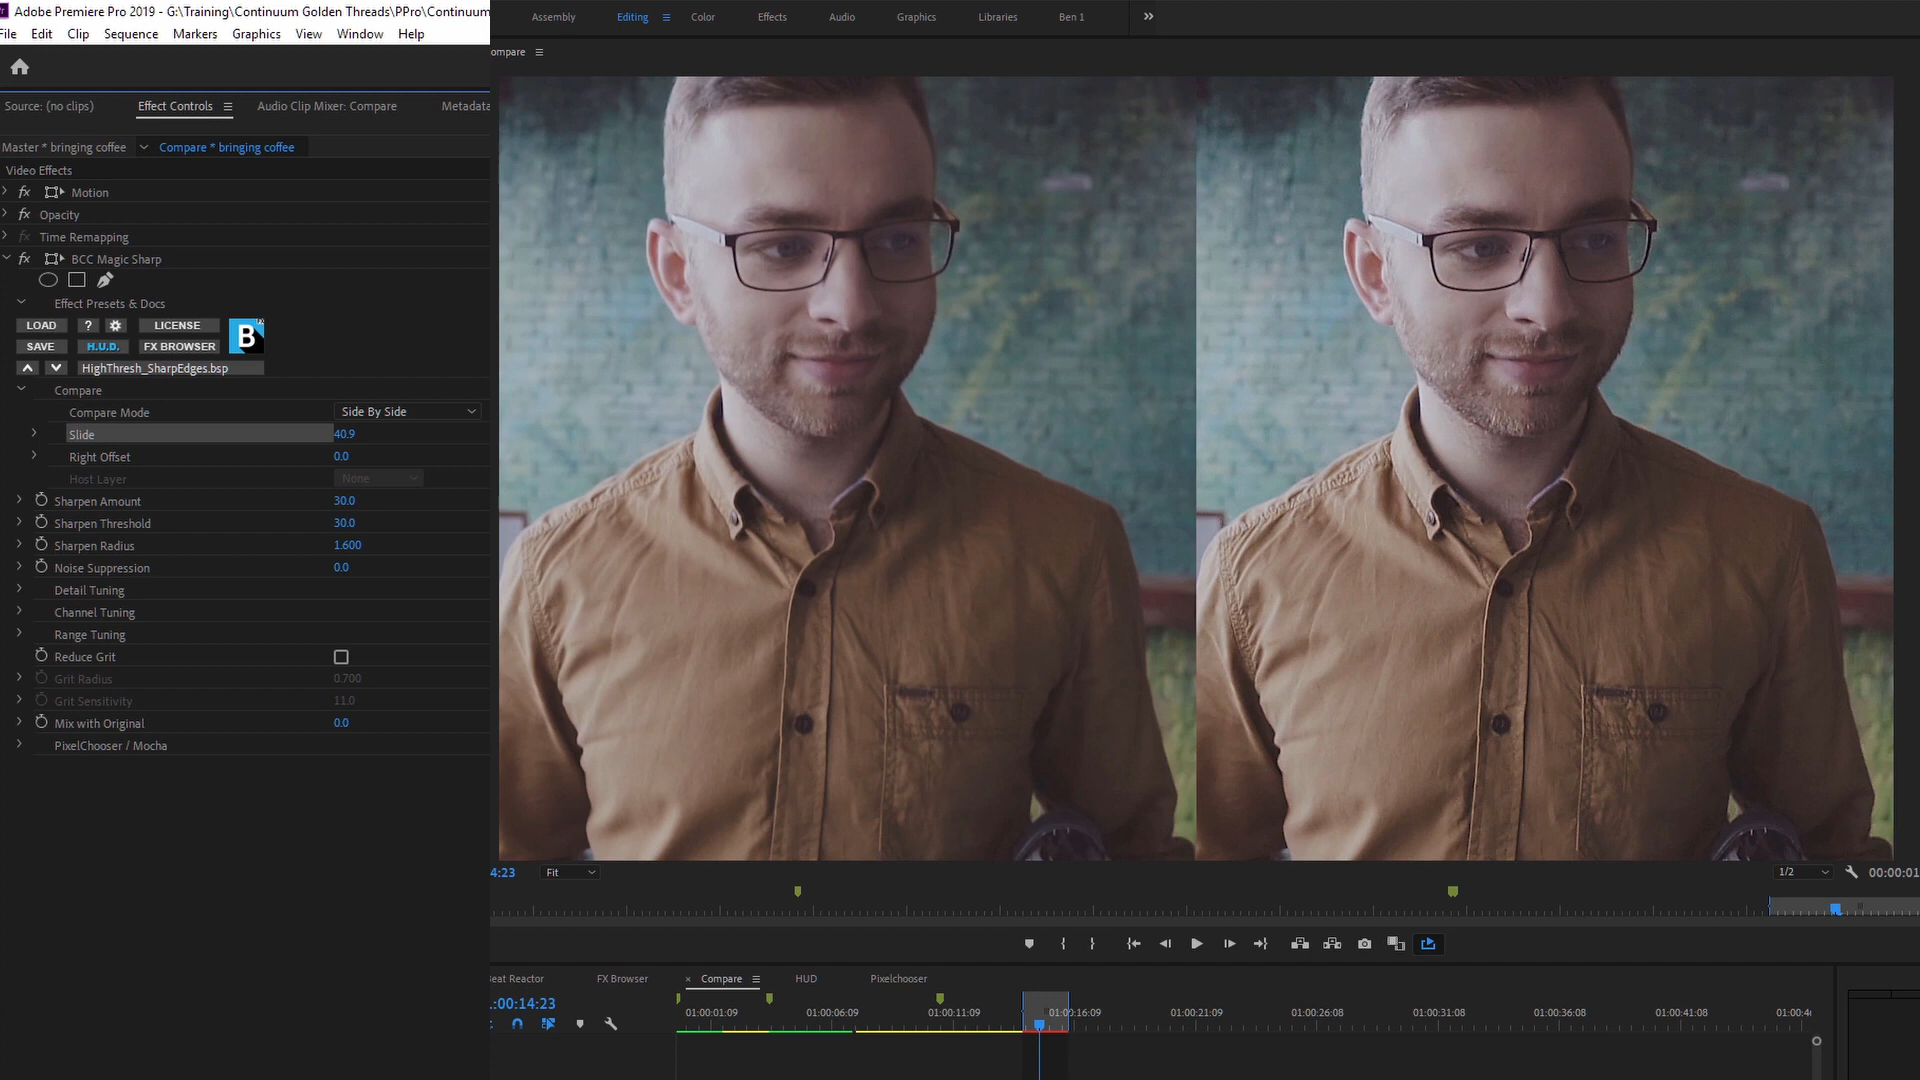 Adobe Premiere Pro 2019 - G:\Training\Continuum Golden Threads\PPro\Continuum
File Edit Clip Sequence Markers Graphics View Window Help
Assembly Editing Color Effects Audio Graphics Libraries Ben 1
ompare
Source: (no clips) Effect Controls Audio Clip Mixer: Compare Metadata
Master * bringing coffee Compare * bringing coffee
Video Effects
fx Motion
fx Opacity
fx Time Remapping
fx BCC Magic Sharp
Effect Presets & Docs
LOAD ? LICENSE
B
SAVE H.U.D. FX BROWSER
HighThresh_SharpEdges.bsp
Compare
Compare Mode Side By Side
Slide 40.9
Right Offset 0.0
Host Layer None
Sharpen Amount 30.0
Sharpen Threshold 30.0
Sharpen Radius 1.600
Noise Suppression 0.0
Detail Tuning
Channel Tuning
Range Tuning
Reduce Grit
Grit Radius 0.700
Grit Sensitivity 11.0
Mix with Original 0.0
PixelChooser / Mocha
4:23 Fit 1/2 00:00:01
eat Reactor FX Browser × Compare HUD Pixelchooser
:00:14:23
01:00:01:09 01:00:06:09 01:00:11:09 01:00:16:09 01:00:21:09 01:00:26:08 01:00:31:08 01:00:36:08 01:00:41:08 01:00:4